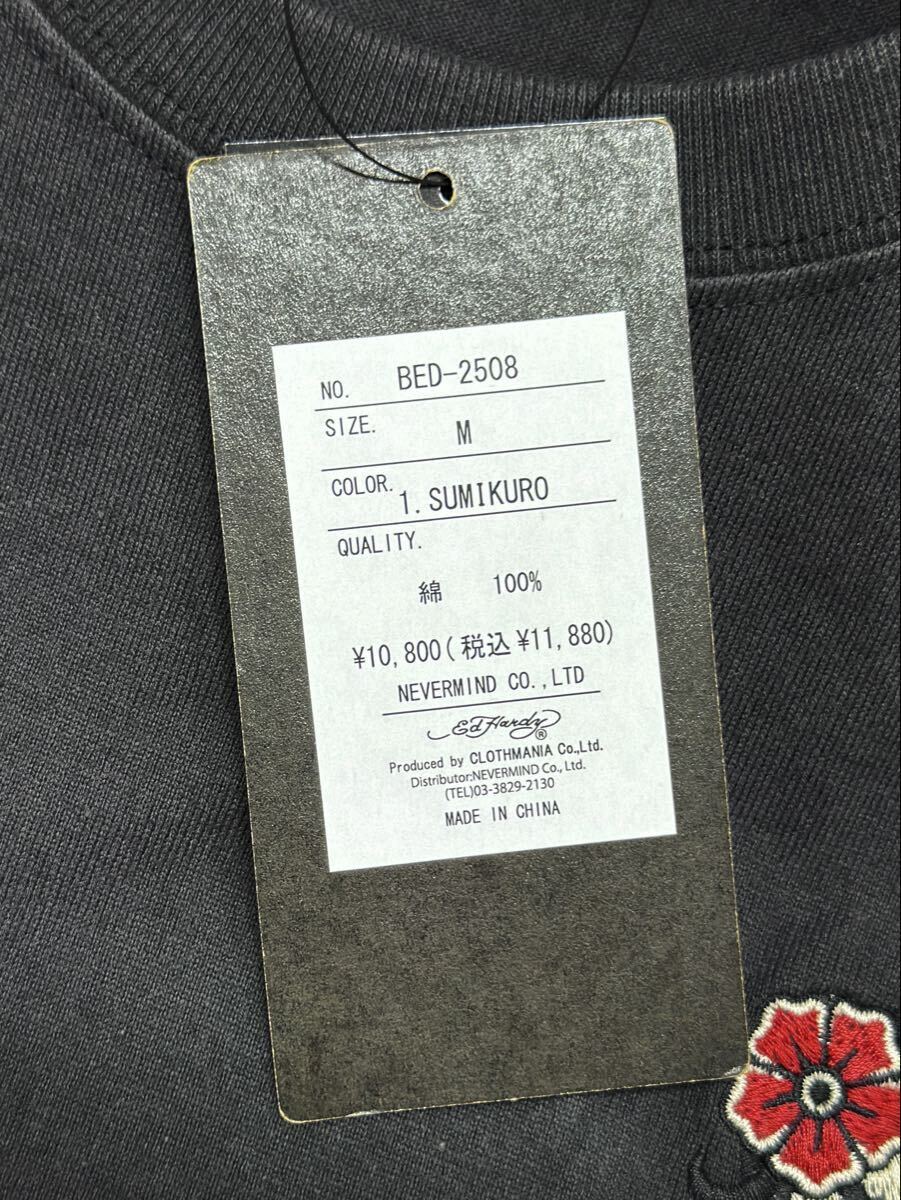 NO. BED-2508
SIZE. M
COLOR. 1. SUMIKURO
QUALITY.
綿 100%
¥10,800(税込¥11,880)
NEVERMIND CO.,LTD
Ed Hardy®
Produced by CLOTHMANIA Co.,Ltd.
Distributor:NEVERMIND Co., Ltd.
(TEL)03-3829-2130
MADE IN CHINA